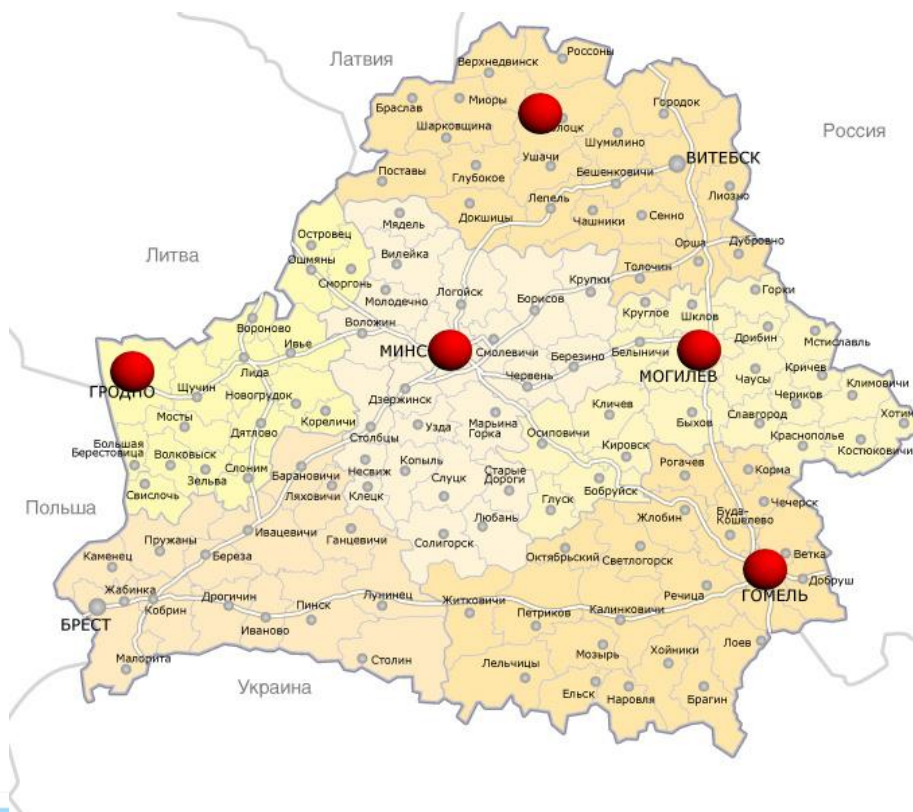 Россоны
Латвия
Верхнедвинск
Браслав
Миоры
Городок
лоцк
Россия
Шарковщина
Шумилино
Ушачи
ВИТЕБСК
Поставы
Глубокое
Бешенковичи
Лепель
Лиозно
Докшицы
Чашники
Сенно
Мядель
Островец
Литва
Ошмяны
Вилейка
Орша
Дубровно
Сморгонь
Толочин
Крупки
Молодечно
Логойск
Борисов
Горки
Круглое
Шклов
Вороново
Воложин
Дрибин
Мстиславль
Ивье
МИНС
Смолевичи
Березино
Белыничи
Лида
МОГИЛЕВ
Кричев
Щучин
Червень
Чаусы
Климовичи
ГРОДНО
Новогрудок
Дзержинск
Чериков
Мосты
Кличев
Славгород
Хотим
Кореличи
Узда
Марьина
Горка
Быхов
Дятлово
Столбцы
Осиповичи
Краснополье
Большая
Берестовица
Кировск
Костюковичи
Волковыск
Слоним
Несвиж
Копыль
Старые
Дороги
Рогачев
Корма
Зельва
Барановичи
Слуцк
Свислочь
Ляховичи
Клецк
Глуск
Бобруйск
Чечерск
Польша
Любань
Жлобин
Буда-
Кошелево
Ивацевичи
Ганцевичи
Солигорск
Пружаны
Каменец
Береза
Октябрьский
Светлогорск
Ветка
Добруш
Жабинка
Речица
ГОМЕЛЬ
БРЕСТ
Кобрин
Дрогичин
Пинск
Лунинец
Житковичи
Петриков
Калинковичи
Иваново
Лоев
Малорита
Столин
Мозырь
Хойники
Лельчицы
Украина
Ельск
Наровля
Брагин